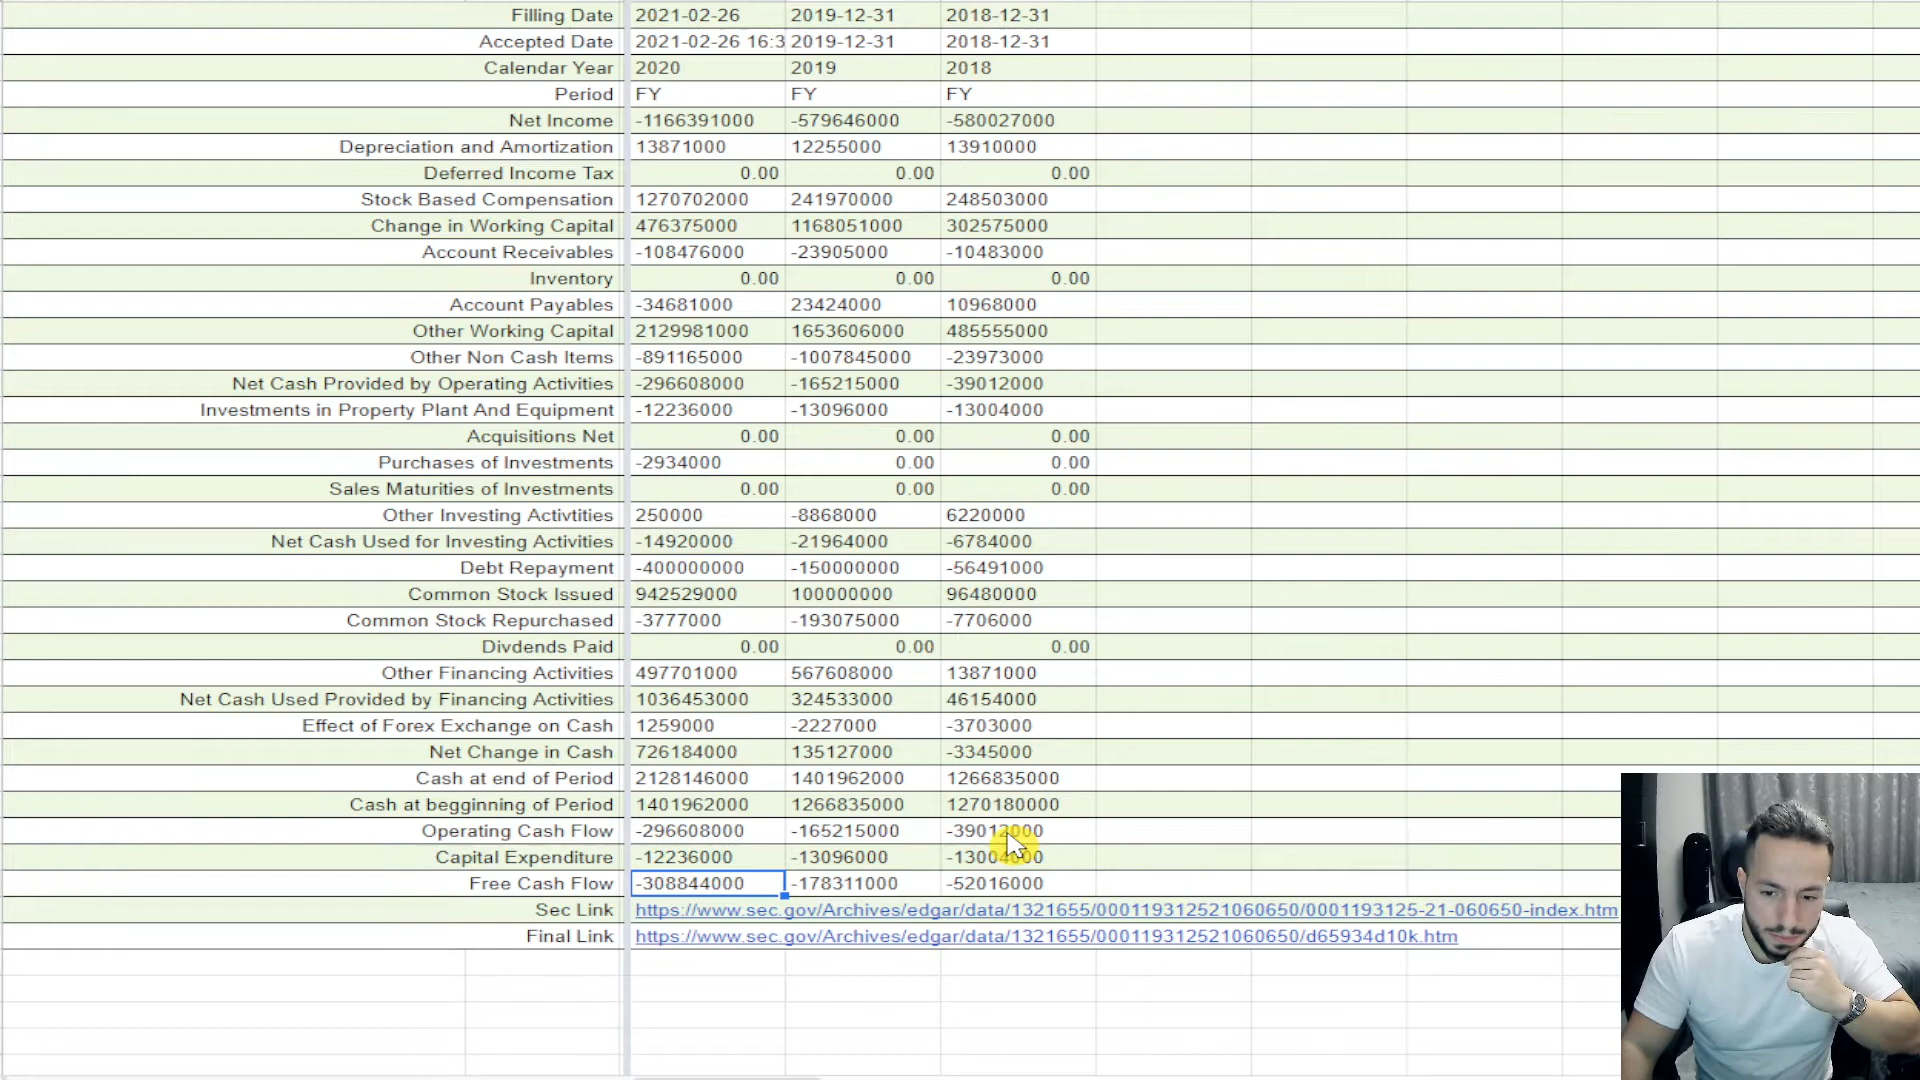 Filling Date 2021-02-26 2019-12-31 2018-12-31
Accepted Date 2021-02-26 16:3 2019-12-31 2018-12-31
Calendar Year 2020 2019 2018
Period FY FY FY
Net Income -1166391000 -579646000 -580027000
Depreciation and Amortization 13871000 12255000 13910000
Deferred Income Tax 0.00 0.00 0.00
Stock Based Compensation 1270702000 241970000 248503000
Change in Working Capital 476375000 1168051000 302575000
Account Receivables -108476000 -23905000 -10483000
Inventory 0.00 0.00 0.00
Account Payables -34681000 23424000 10968000
Other Working Capital 2129981000 1653606000 485555000
Other Non Cash Items -891165000 -1007845000 -23973000
Net Cash Provided by Operating Activities -296608000 -165215000 -39012000
Investments in Property Plant And Equipment -12236000 -13096000 -13004000
Acquisitions Net 0.00 0.00 0.00
Purchases of Investments -2934000 0.00 0.00
Sales Maturities of Investments 0.00 0.00 0.00
Other Investing Activtities 250000 -8868000 6220000
Net Cash Used for Investing Activities -14920000 -21964000 -6784000
Debt Repayment -400000000 -150000000 -56491000
Common Stock Issued 942529000 100000000 96480000
Common Stock Repurchased -3777000 -193075000 -7706000
Divdends Paid 0.00 0.00 0.00
Other Financing Activities 497701000 567608000 13871000
Net Cash Used Provided by Financing Activities 1036453000 324533000 46154000
Effect of Forex Exchange on Cash 1259000 -2227000 -3703000
Net Change in Cash 726184000 135127000 -3345000
Cash at end of Period 2128146000 1401962000 1266835000
Cash at begginning of Period 1401962000 1266835000 1270180000
Operating Cash Flow -296608000 -165215000 -39012000
Capital Expenditure -12236000 -13096000 -13004000
Free Cash Flow -308844000 -178311000 -52016000
Sec Link https://www.sec.gov/Archives/edgar/data/1321655/000119312521060650/0001193125-21-060650-index.htm
Final Link https://www.sec.gov/Archives/edgar/data/1321655/000119312521060650/d65934d10k.htm